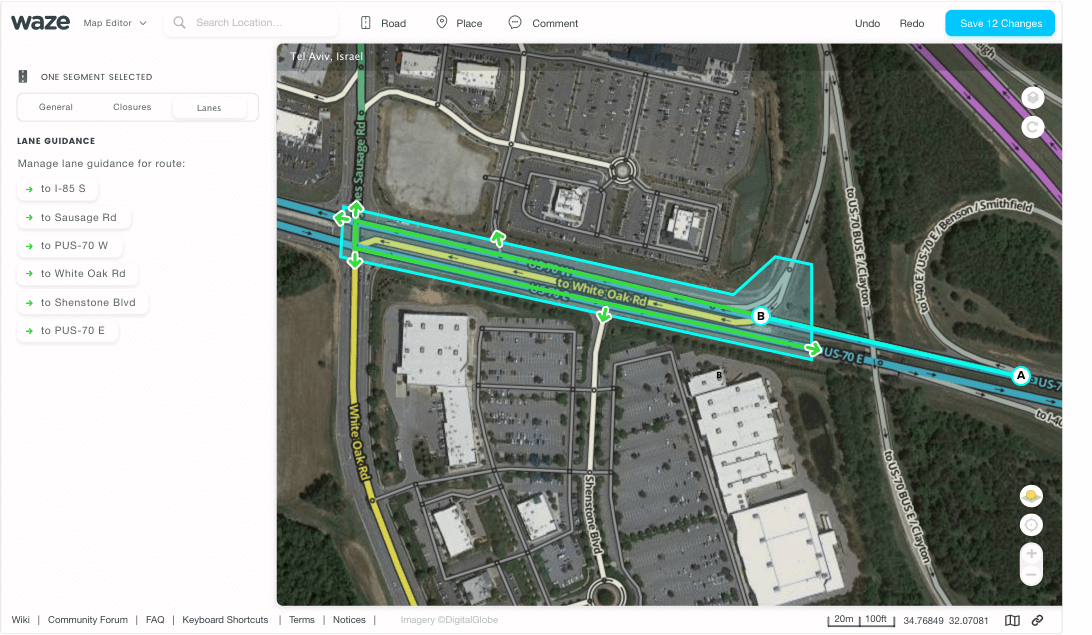 waze
Map Editor
Search Location...
Road
Place
Comment
Undo
Redo
Save 12 Changes
Tel Aviv, Israel
ONE SEGMENT SELECTED
General
Closures
Lanes
LANE GUIDANCE
Manage lane guidance for route:
to I-85 S
to Sausage Rd
to PUS-70 W
to White Oak Rd
to Shenstone Blvd
to PUS-70 E
es Sausage Rd
US-70 W
to White Oak Rd
US-70 E
B
A
US-70 E
US-7
to I-40
B
White Oak Rd
Shenstone Blvd
to US-70 BUS E / Clayton
to US-70 BUS E / Clayton
to I-40 E / US-70 E / Benson / Smithfield
Wiki | Community Forum | FAQ | Keyboard Shortcuts | Terms | Notices |
Imagery ©DigitalGlobe
20m 100ft
34.76849 32.07081